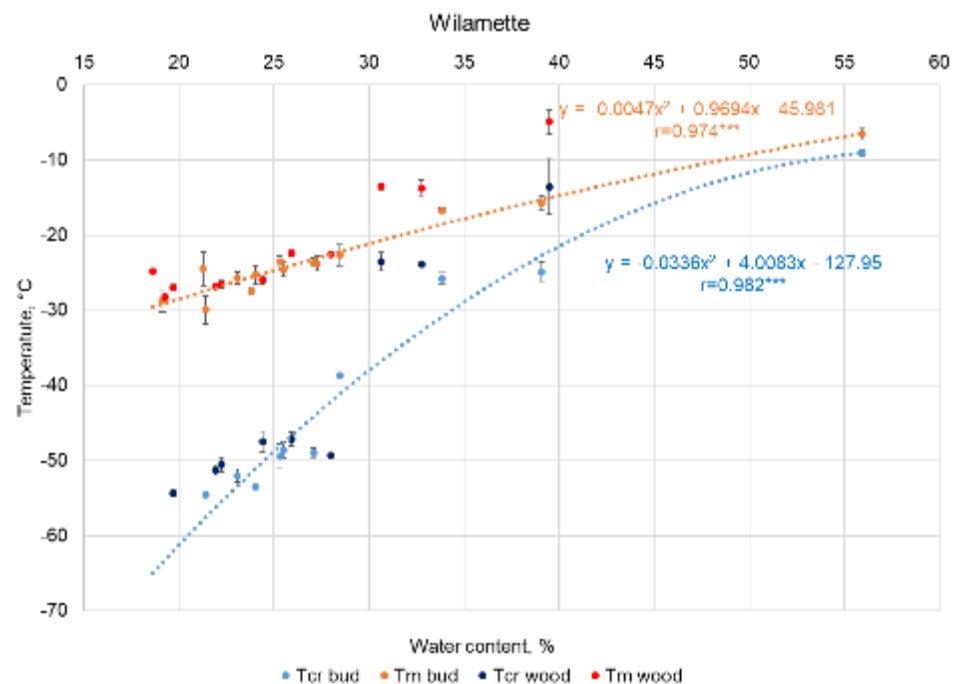 Wilamette
15 20 25 30 35 40 45 50 55 60
-0
-10
-20
-30
-40
-50
-60
-70
Temperatute, °C
y = 0.0047x² + 0.9694x 45.981
r=0.974***
y = -0.0336x² + 4.0083x - 127.95
r=0.982***
Water content, %
Tcr bud Tm bud Tcr wood Tm wood